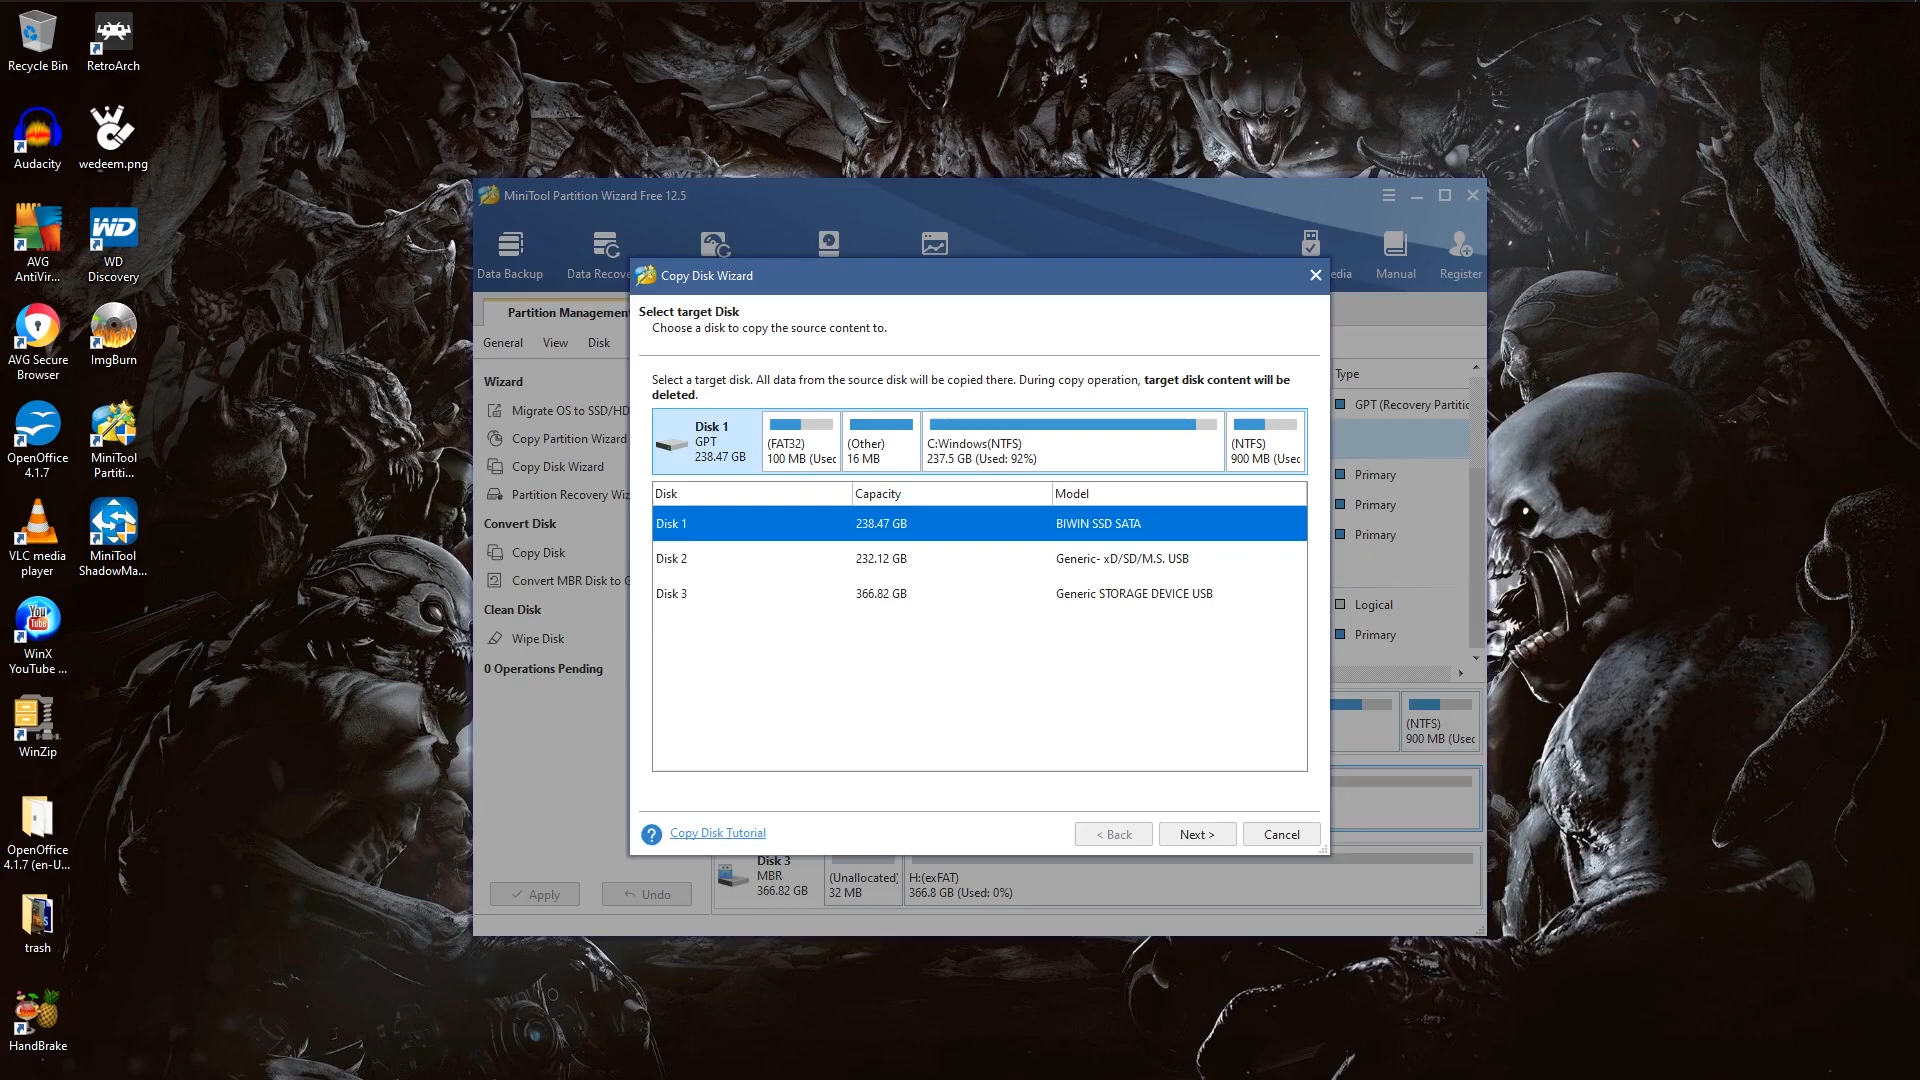 Recycle Bin
RetroArch
Audacity
wedeem.png
AVG
AntiVir...
WD
WD
Discovery
AVG Secure
Browser
ImgBurn
OpenOffice
4.1.7
MiniTool
Partiti...
VLC media
player
MiniTool
ShadowMa...
You
Tube
WinX
YouTube ...
WinZip
OpenOffice
4.1.7 (en-U...
trash
HandBrake
MiniTool Partition Wizard Free 12.5
Data Backup
Data Recove
edia
Manual
Register
Partition Managemen
General
View
Disk
Wizard
Migrate OS to SSD/HD
Copy Partition Wizard
Copy Disk Wizard
Partition Recovery Wiz
Convert Disk
Copy Disk
Convert MBR Disk to G
Clean Disk
Wipe Disk
0 Operations Pending
Apply
Undo
Copy Disk Wizard
Select target Disk
Choose a disk to copy the source content to.
Select a target disk. All data from the source disk will be copied there. During copy operation, target disk content will be
deleted.
Disk 1
GPT
238.47 GB
(FAT32)
100 MB (Usec
(Other)
16 MB
C:Windows(NTFS)
237.5 GB (Used: 92%)
(NTFS)
900 MB (Usec
Disk Capacity Model
Disk 1 238.47 GB BIWIN SSD SATA
Disk 2 232.12 GB Generic- xD/SD/M.S. USB
Disk 3 366.82 GB Generic STORAGE DEVICE USB
Copy Disk Tutorial
< Back
Next >
Cancel
Type
GPT (Recovery Partitic
Primary
Primary
Primary
Logical
Primary
(NTFS)
900 MB (Usec
Disk 3
MBR
366.82 GB
(Unallocated)
32 MB
H:(exFAT)
366.8 GB (Used: 0%)